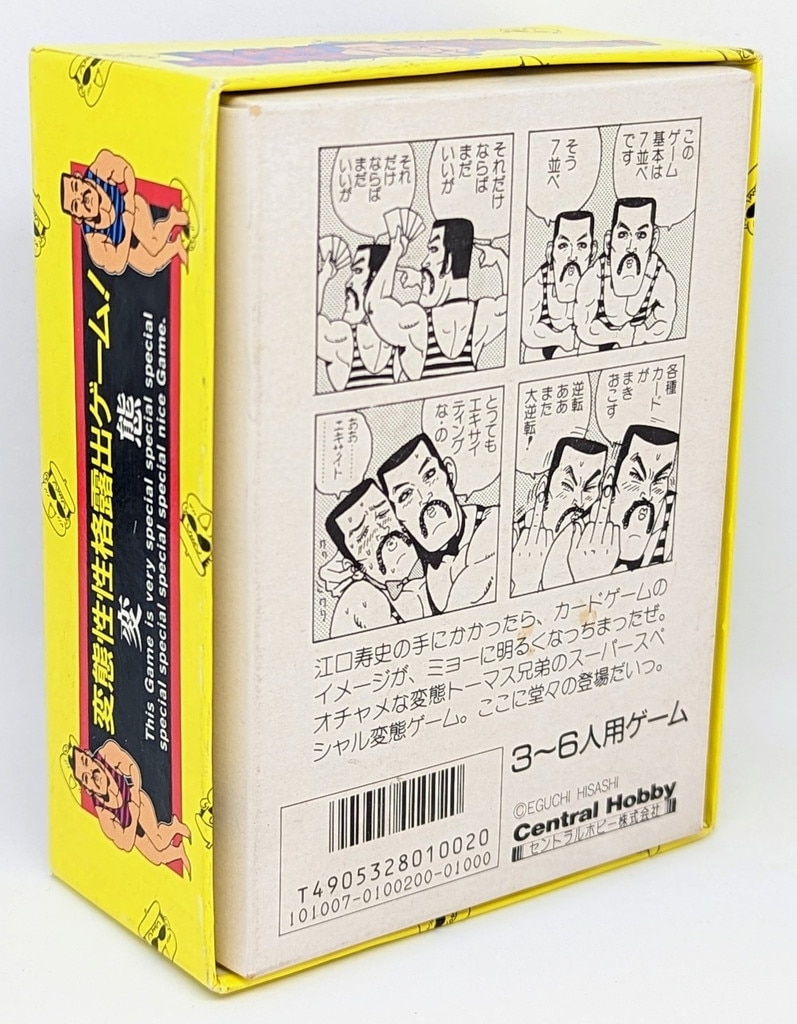 変態性性格露出ゲーム!
変態
This Game is very special special
special special special nice Game.
この
ゲーム
基本は
7並べ
です
そう
7並べ
それだけ
ならば
まだ
いいが
それ
だけ
ならば
まだ
いいが
各種
カード
が
まき
おこす
逆転
ああ
また
大逆転!
とっても
エキサイ
ティング
な・の
ああ
エキサイト
江口寿史の手にかかったら、カードゲームの
イメージが、ミョーに明るくなっちまったぜ。
オチャメな変態トーマス兄弟のスーパースペ
シャル変態ゲーム。ここに堂々の登場だいっ。
3〜6人用ゲーム
©EGUCHI HISASHI
Central Hobby
セントラルホビー株式会社
T4905328010020
101007-0100200-01000